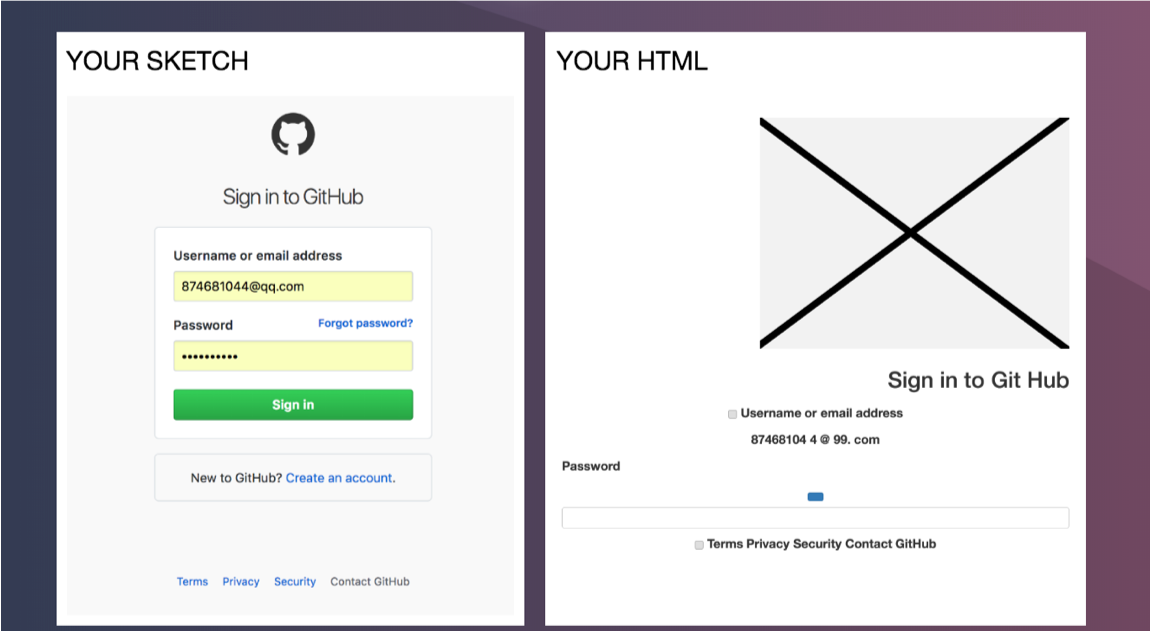 YOUR SKETCH
Sign in to GitHub
Username or email address
874681044@qq.com
Password Forgot password?
Sign in
New to GitHub? Create an account.
Terms Privacy Security Contact GitHub
YOUR HTML
Sign in to Git Hub
Username or email address
87468104 4 @ 99. com
Password
Terms Privacy Security Contact GitHub